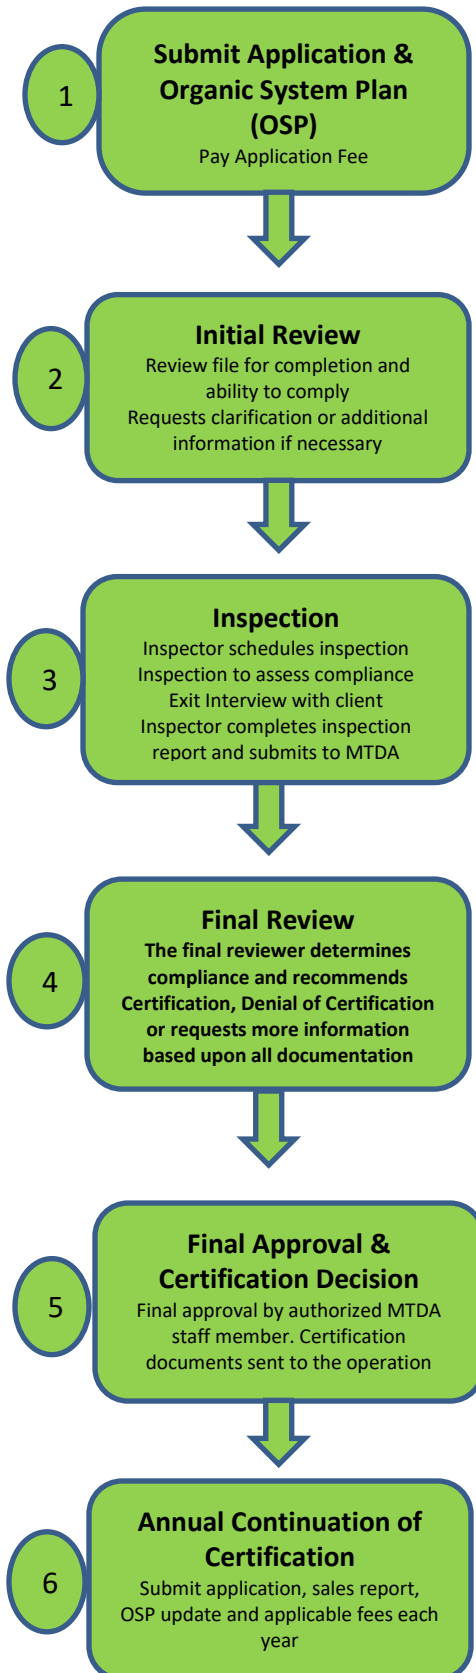 1
Submit Application &
Organic System Plan
(OSP)
Pay Application Fee
2
Initial Review
Review file for completion and
ability to comply
Requests clarification or additional
information if necessary
3
Inspection
Inspector schedules inspection
Inspection to assess compliance
Exit Interview with client
Inspector completes inspection
report and submits to MTDA
4
Final Review
The final reviewer determines
compliance and recommends
Certification, Denial of Certification
or requests more information
based upon all documentation
5
Final Approval &
Certification Decision
Final approval by authorized MTDA
staff member. Certification
documents sent to the operation
6
Annual Continuation of
Certification
Submit application, sales report,
OSP update and applicable fees each
year